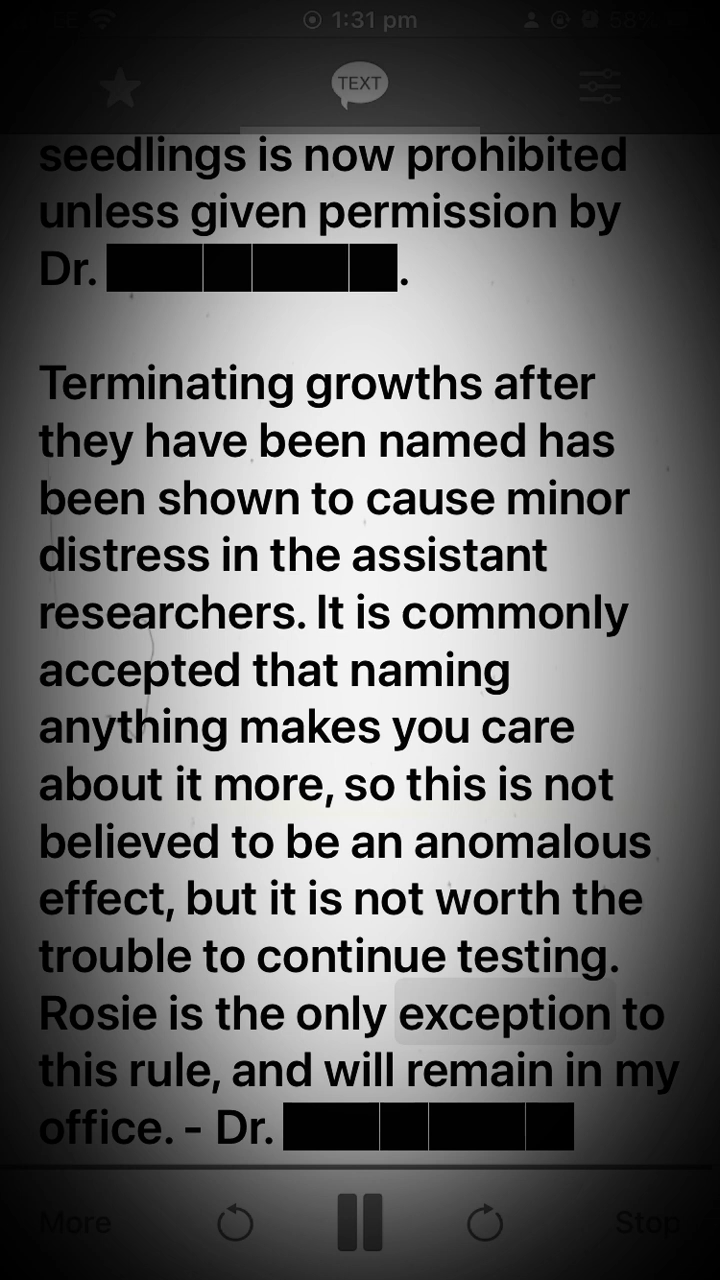 1:31 pm
58%
TEXT
seedlings is now prohibited
unless given permission by
Dr. ██████.
Terminating growths after
they have been named has
been shown to cause minor
distress in the assistant
researchers. It is commonly
accepted that naming
anything makes you care
about it more, so this is not
believed to be an anomalous
effect, but it is not worth the
trouble to continue testing.
Rosie is the only exception to
this rule, and will remain in my
office. - Dr. ██████
More
Stop